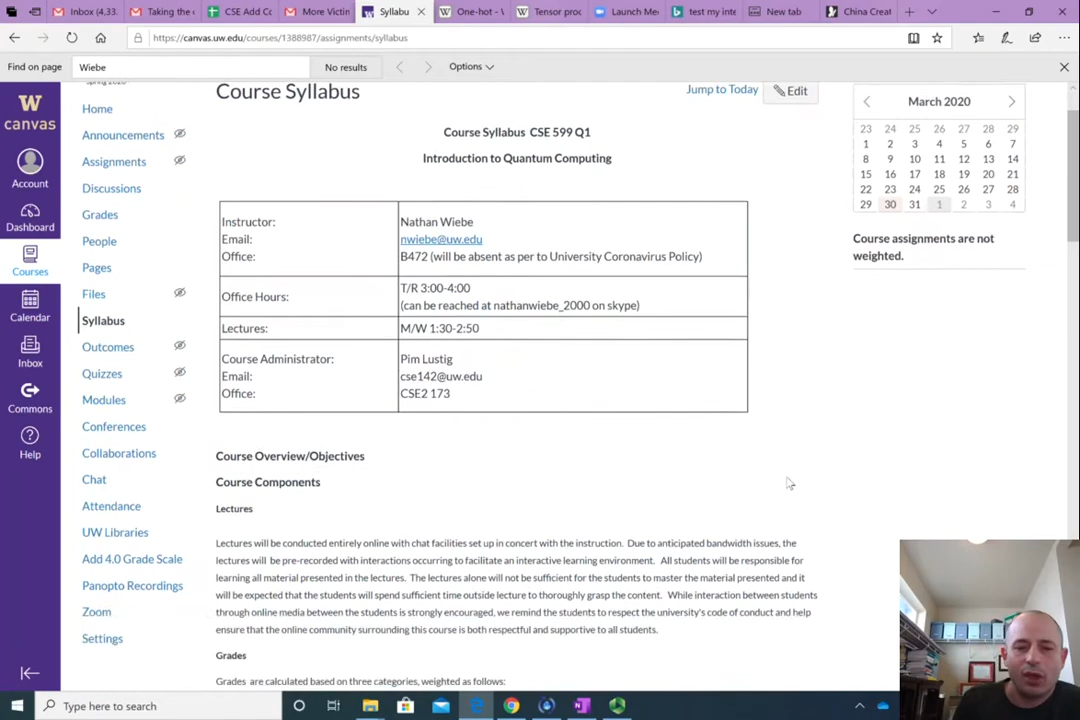 Inbox (4,33
Taking the
CSE Add Co
More Victin
Syllabu
One-hot - V
Tensor proc
Launch Mee
test my inte
New tab
China Creat
https://canvas.uw.edu/courses/1388987/assignments/syllabus
Find on page
Wiebe
No results
Options
W
canvas
Account
Dashboard
Courses
Calendar
Inbox
Commons
Help
Home
Announcements
Assignments
Discussions
Grades
People
Pages
Files
Syllabus
Outcomes
Quizzes
Modules
Conferences
Collaborations
Chat
Attendance
UW Libraries
Add 4.0 Grade Scale
Panopto Recordings
Zoom
Settings
Course Syllabus
Jump to Today
Edit
Course Syllabus CSE 599 Q1
Introduction to Quantum Computing
Instructor: Nathan Wiebe
Email: nwiebe@uw.edu
Office: B472 (will be absent as per to University Coronavirus Policy)
Office Hours: T/R 3:00-4:00
(can be reached at nathanwiebe_2000 on skype)
Lectures: M/W 1:30-2:50
Course Administrator: Pim Lustig
Email: cse142@uw.edu
Office: CSE2 173
Course Overview/Objectives
Course Components
Lectures
Lectures will be conducted entirely online with chat facilities set up in concert with the instruction. Due to anticipated bandwidth issues, the
lectures will be pre-recorded with interactions occurring to facilitate an interactive learning environment. All students will be responsible for
learning all material presented in the lectures. The lectures alone will not be sufficient for the students to master the material presented and it
will be expected that the students will spend sufficient time outside lecture to thoroughly grasp the content. While interaction between students
through online media between the students is strongly encouraged, we remind the students to respect the university's code of conduct and help
ensure that the online community surrounding this course is both respectful and supportive to all students.
Grades
Grades are calculated based on three categories, weighted as follows:
March 2020
23 24 25 26 27 28 29
1 2 3 4 5 6 7
8 9 10 11 12 13 14
15 16 17 18 19 20 21
22 23 24 25 26 27 28
29 30 31 1 2 3 4
Course assignments are not
weighted.
Type here to search